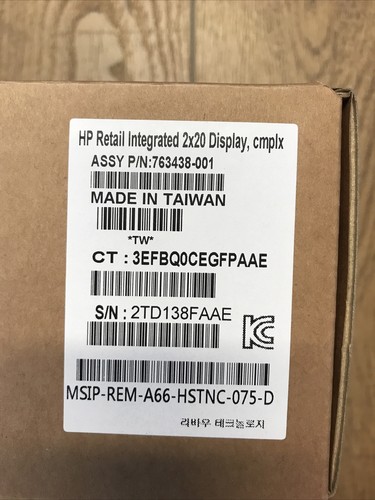 HP Retail Integrated 2x20 Display, cmplx
ASSY P/N:763438-001
MADE IN TAIWAN
*TW*
CT : 3EFBQ0CEGFPAAE
S/N: 2TD138FAAE
MSIP-REM-A66-HSTNC-075-D
리바우 테크놀로지